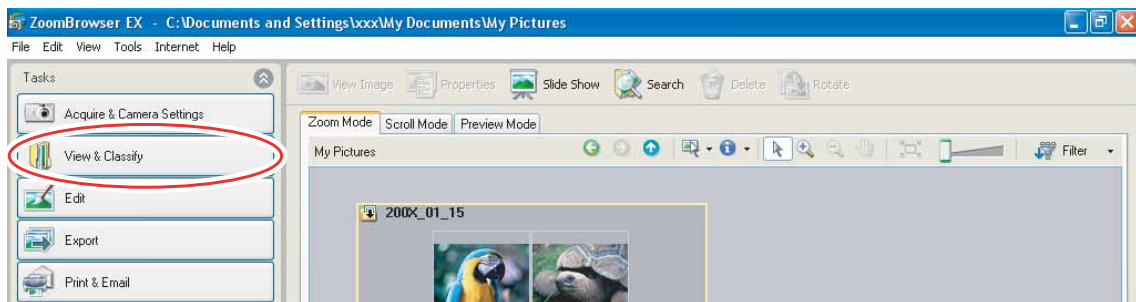 ZoomBrowser EX - C:\Documents and Settings\xxx\My Documents\My Pictures
File Edit View Tools Internet Help
Tasks
Acquire & Camera Settings
View & Classify
Edit
Export
Print & Email
View Image Properties Slide Show Search Delete Rotate
Zoom Mode Scroll Mode Preview Mode
My Pictures Filter
200X_01_15